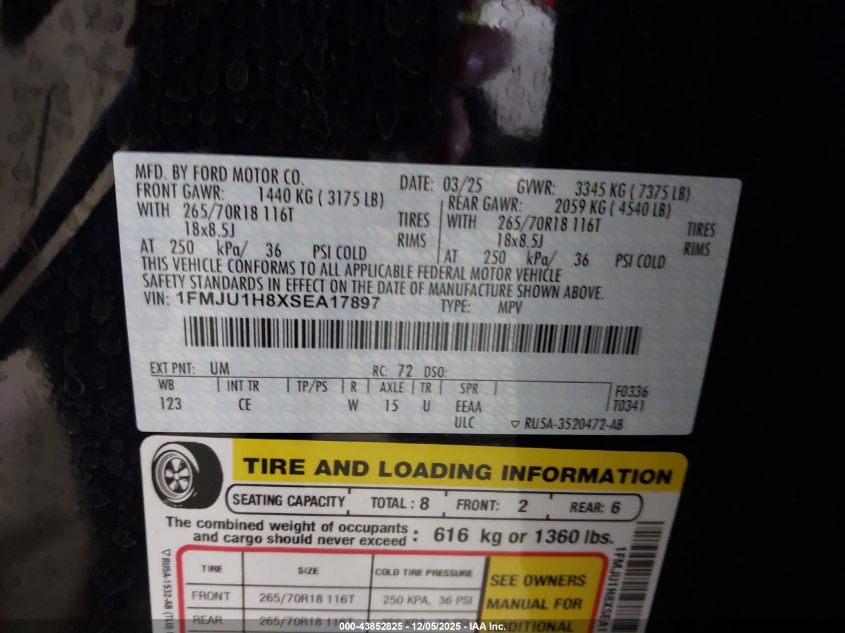 MFD. BY FORD MOTOR CO.
DATE: 03/25 GVWR: 3345 KG ( 7375 LB)
FRONT GAWR: 1440 KG ( 3175 LB)
WITH 265/70R18 116T TIRES
18x8.5J RIMS
AT 250 kPa/ 36 PSI COLD
REAR GAWR: 2059 KG ( 4540 LB)
WITH 265/70R18 116T TIRES
18x8.5J RIMS
AT 250 kPa/ 36 PSI COLD
THIS VEHICLE CONFORMS TO ALL APPLICABLE FEDERAL MOTOR VEHICLE
SAFETY STANDARDS IN EFFECT ON THE DATE OF MANUFACTURE SHOWN ABOVE.
VIN: 1FMJU1H8XSEA17897 TYPE: MPV
EXT PNT: UM RC: 72 DSO:
WB INT TR TP/PS R AXLE TR SPR F0336
123 CE W 15 U EEAA T0341
ULC ▽ RU5A-3520472-AB
TIRE AND LOADING INFORMATION
SEATING CAPACITY TOTAL : 8 FRONT: 2 REAR: 6
The combined weight of occupants
and cargo should never exceed : 616 kg or 1360 lbs.
TIRE SIZE COLD TIRE PRESSURE
FRONT 265/70R18 116T 250 KPA, 36 PSI
REAR
SEE OWNERS
MANUAL FOR
000-43852825 - 12/05/2025 - IAA Inc.